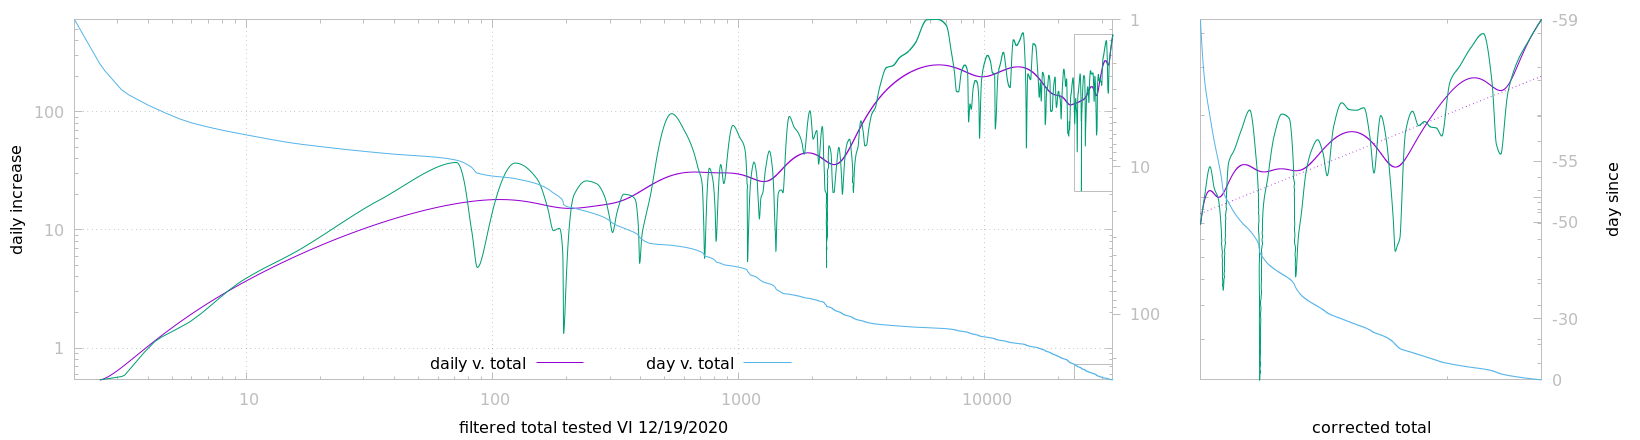 daily increase
100
10
1
10
100
1000
10000
daily v. total
day v. total
filtered total tested VI 12/19/2020
1
10
100
-59
-55
-50
-30
0
day since
corrected total